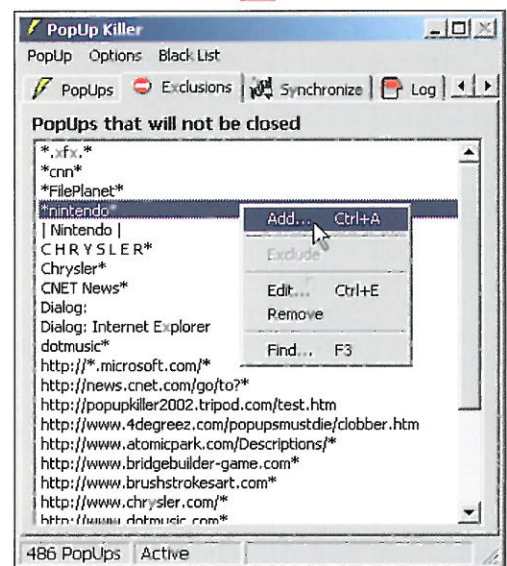 PopUp Killer
PopUp Options Black List
PopUps Exclusions Synchronize Log
PopUps that will not be closed
*.xfx.*
*cnn*
*FilePlanet*
*nintendo*
| Nintendo |
C H R Y S L E R*
Chrysler*
CNET News*
Dialog:
Dialog: Internet Explorer
dotmusic*
http://*.microsoft.com/*
http://news.cnet.com/go/to?*
http://popupkiller2002.tripod.com/test.htm
http://www.4degreez.com/popupsmustdie/clobber.htm
http://www.atomicpark.com/Descriptions/*
http://www.bridgebuilder-game.com*
http://www.brushstrokesart.com*
http://www.chrysler.com/*
http://www.dotmusic.com*
Add... Ctrl+A
Exclude
Edit... Ctrl+E
Remove
Find... F3
486 PopUps Active